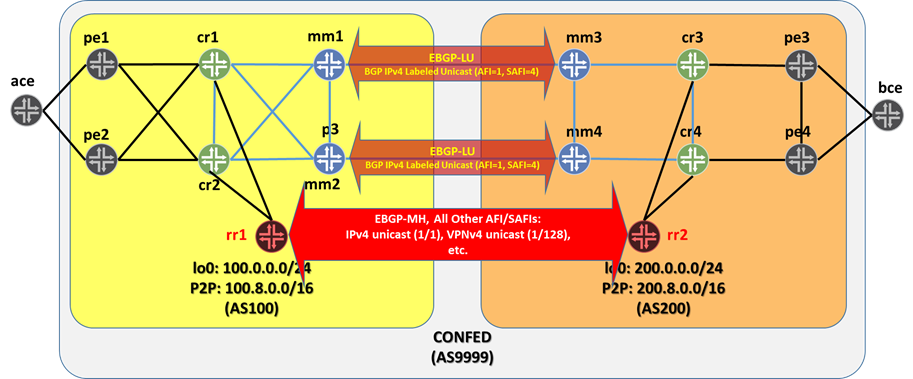 pe1
cr1
mm1
mm3
cr3
pe3
ace
EBGP-LU
BGP IPv4 Labeled Unicast (AFI=1, SAFI=4)
bce
pe2
p3
mm4
cr4
pe4
EBGP-LU
BGP IPv4 Labeled Unicast (AFI=1, SAFI=4)
cr2
mm2
EBGP-MH, All Other AFI/SAFIs:
IPv4 unicast (1/1), VPNv4 unicast (1/128),
etc.
rr1
rr2
lo0: 100.0.0.0/24
P2P: 100.8.0.0/16
(AS100)
lo0: 200.0.0.0/24
P2P: 200.8.0.0/16
(AS200)
CONFED
(AS9999)